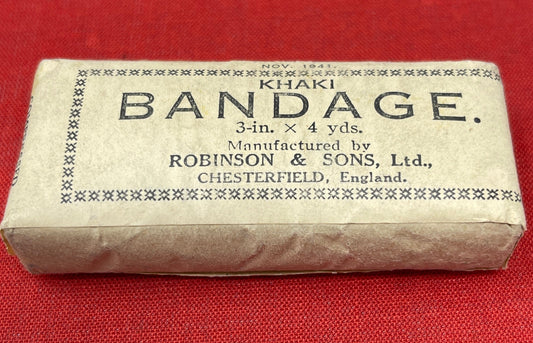 NOV. 1941.
KHAKI
BANDAGE.
3-in. × 4 yds.
Manufactured by
ROBINSON & SONS, Ltd.,
CHESTERFIELD, England.